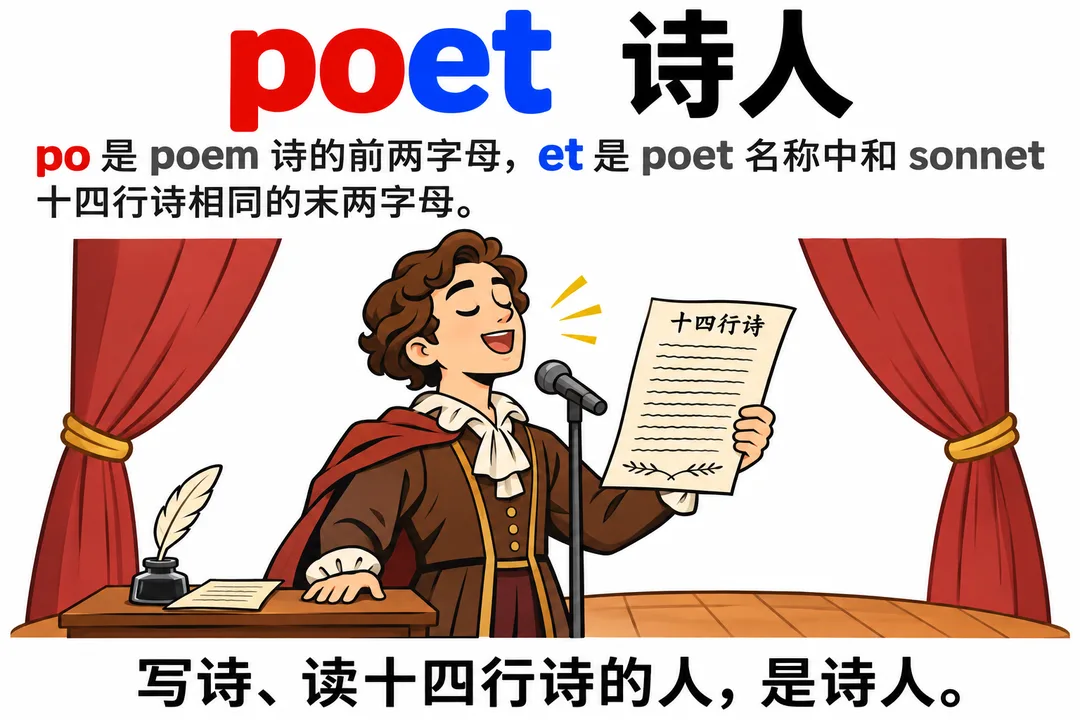 poet 诗人
po 是 poem 诗的前两字母，et 是 poet 名称中和 sonnet
十四行诗相同的末两字母。
十四行诗
写诗、读十四行诗的人，是诗人。